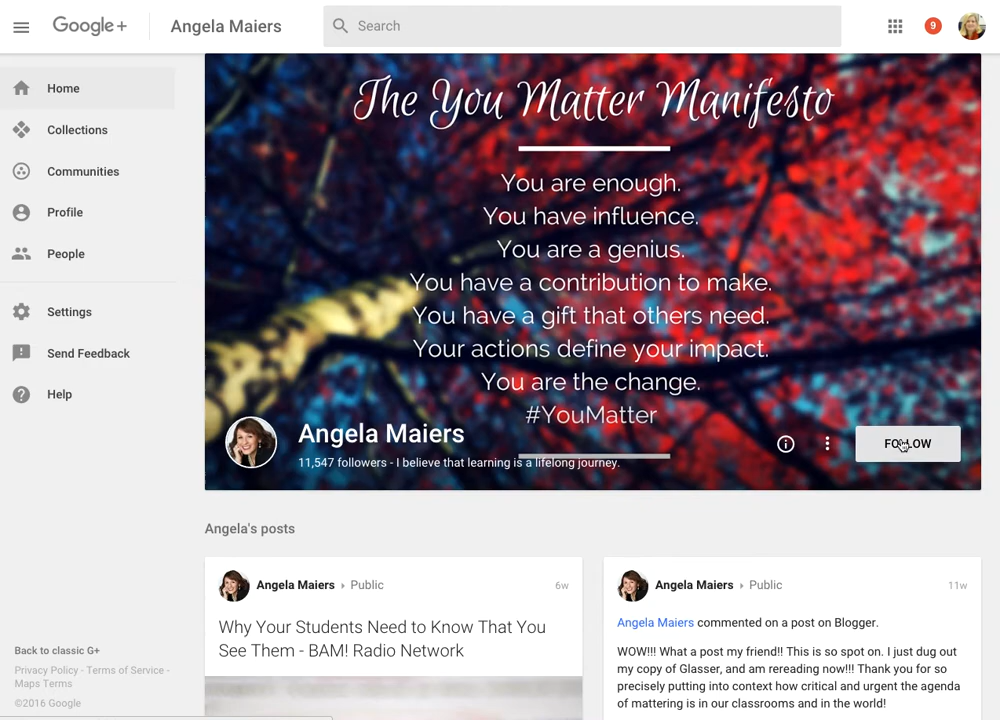 Google+
Angela Maiers
Search
9
Home
Collections
Communities
Profile
People
Settings
Send Feedback
Help
Back to classic G+
Privacy Policy - Terms of Service -
Maps Terms
©2016 Google
The You Matter Manifesto
You are enough.
You have influence.
You are a genius.
You have a contribution to make.
You have a gift that others need.
Your actions define your impact.
You are the change.
#YouMatter
Angela Maiers
11,547 followers - I believe that learning is a lifelong journey.
FOLLOW
Angela's posts
Angela Maiers Public 6w
Why Your Students Need to Know That You
See Them - BAM! Radio Network
Angela Maiers Public 11w
Angela Maiers commented on a post on Blogger.
WOW!!! What a post my friend!! This is so spot on. I just dug out
my copy of Glasser, and am rereading now!!! Thank you for so
precisely putting into context how critical and urgent the agenda
of mattering is in our classrooms and in the world!